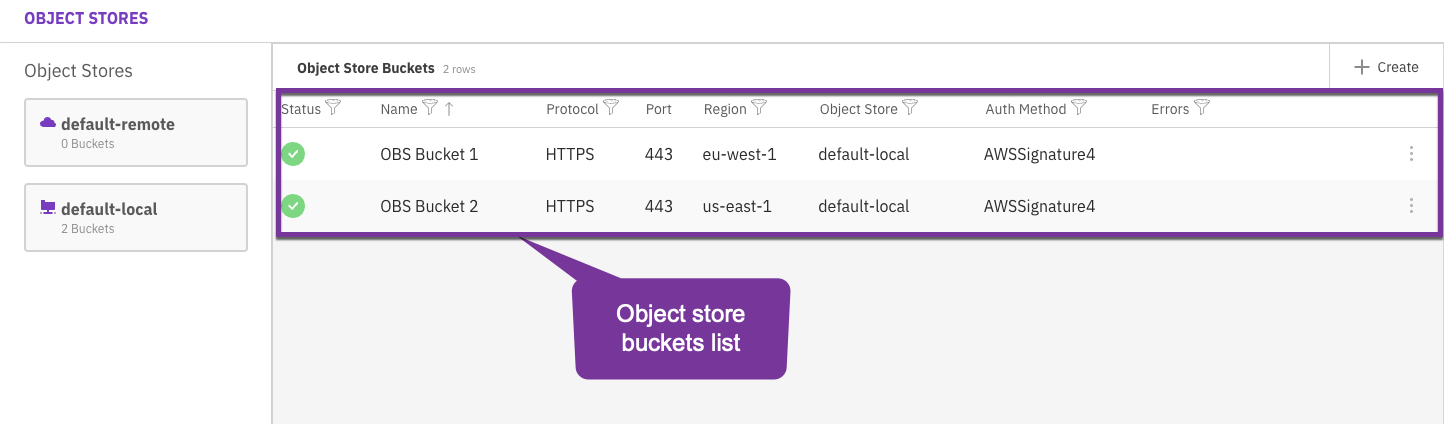 OBJECT STORES
Object Stores
default-remote
0 Buckets
default-local
2 Buckets
Object Store Buckets 2 rows
Create
Status Name Protocol Port Region Object Store Auth Method Errors
OBS Bucket 1 HTTPS 443 eu-west-1 default-local AWSSignature4
OBS Bucket 2 HTTPS 443 us-east-1 default-local AWSSignature4
Object store
buckets list